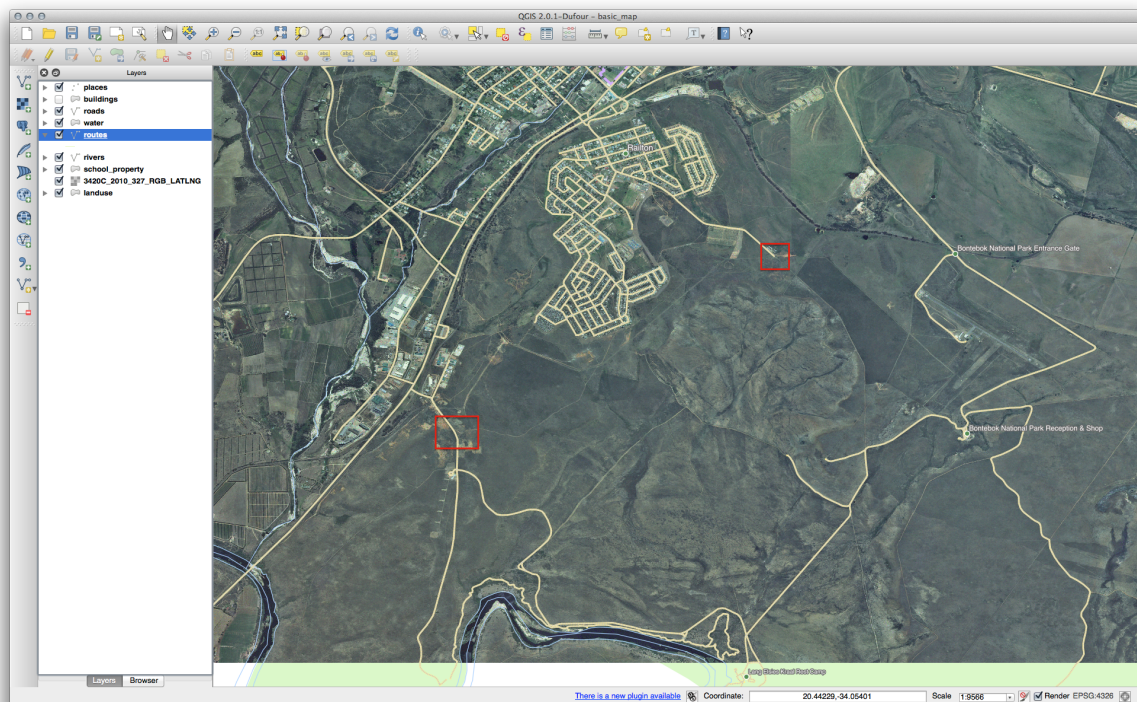 QGIS 2.0.1-Dufour - basic_map
Layers
places
buildings
roads
water
routes
rivers
school_property
3420C_2010_327_RGB_LATLNG
landuse
Railton
Bontebok National Park Entrance Gate
Bontebok National Park Reception & Shop
Lang Elsies Kraal Rest Camp
Layers
Browser
There is a new plugin available
Coordinate:
20.44229,-34.05401
Scale
1:9566
Render
EPSG:4326